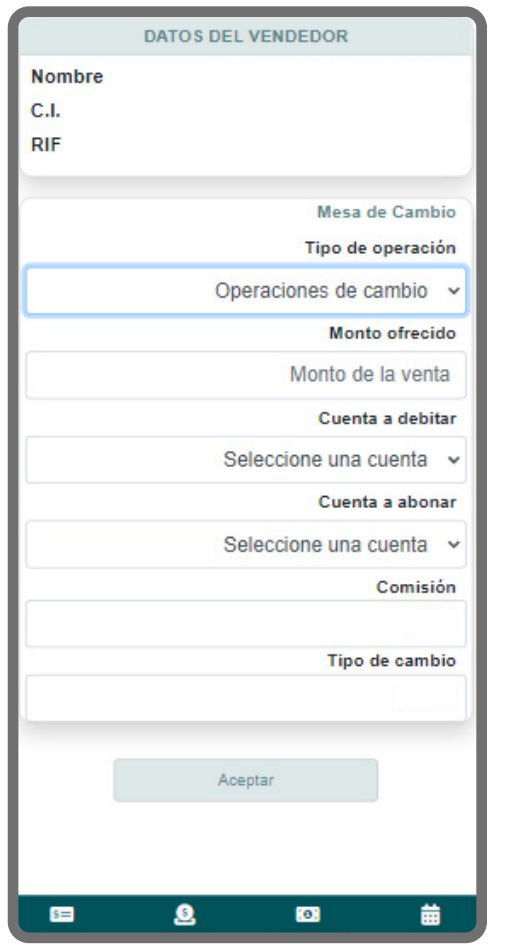 DATOS DEL VENDEDOR
Nombre
C.I.
RIF
Mesa de Cambio
Tipo de operación
Operaciones de cambio
Monto ofrecido
Monto de la venta
Cuenta a debitar
Seleccione una cuenta
Cuenta a abonar
Seleccione una cuenta
Comisión
Tipo de cambio
Aceptar